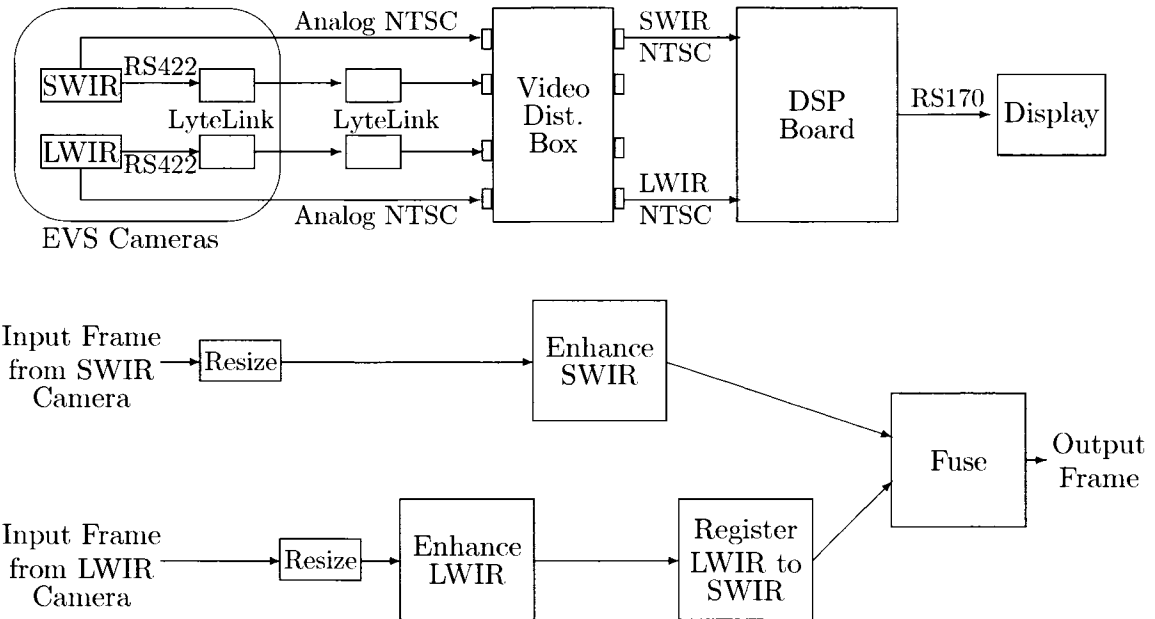 Analog NTSC
SWIR
RS422
LyteLink
LyteLink
LWIR
RS422
Analog NTSC
EVS Cameras
Video
Dist.
Box
SWIR
NTSC
LWIR
NTSC
DSP
Board
RS170
Display
Input Frame
from SWIR
Camera
Resize
Enhance
SWIR
Input Frame
from LWIR
Camera
Resize
Enhance
LWIR
Register
LWIR to
SWIR
Fuse
Output
Frame